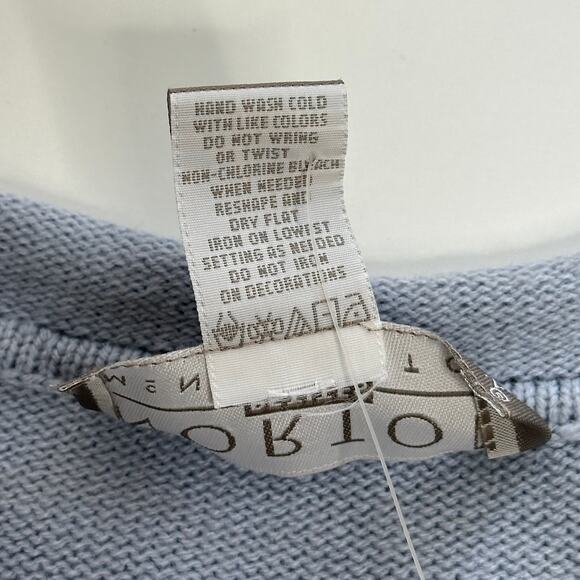 HAND WASH COLD
WITH LIKE COLORS
DO NOT WRING
OR TWIST
NON-CHLORINE BLEACH
WHEN NEEDED
RESHAPE AND
DRY FLAT
IRON ON LOWEST
SETTING AS NEEDED
DO NOT IRON
ON DECORATIONS